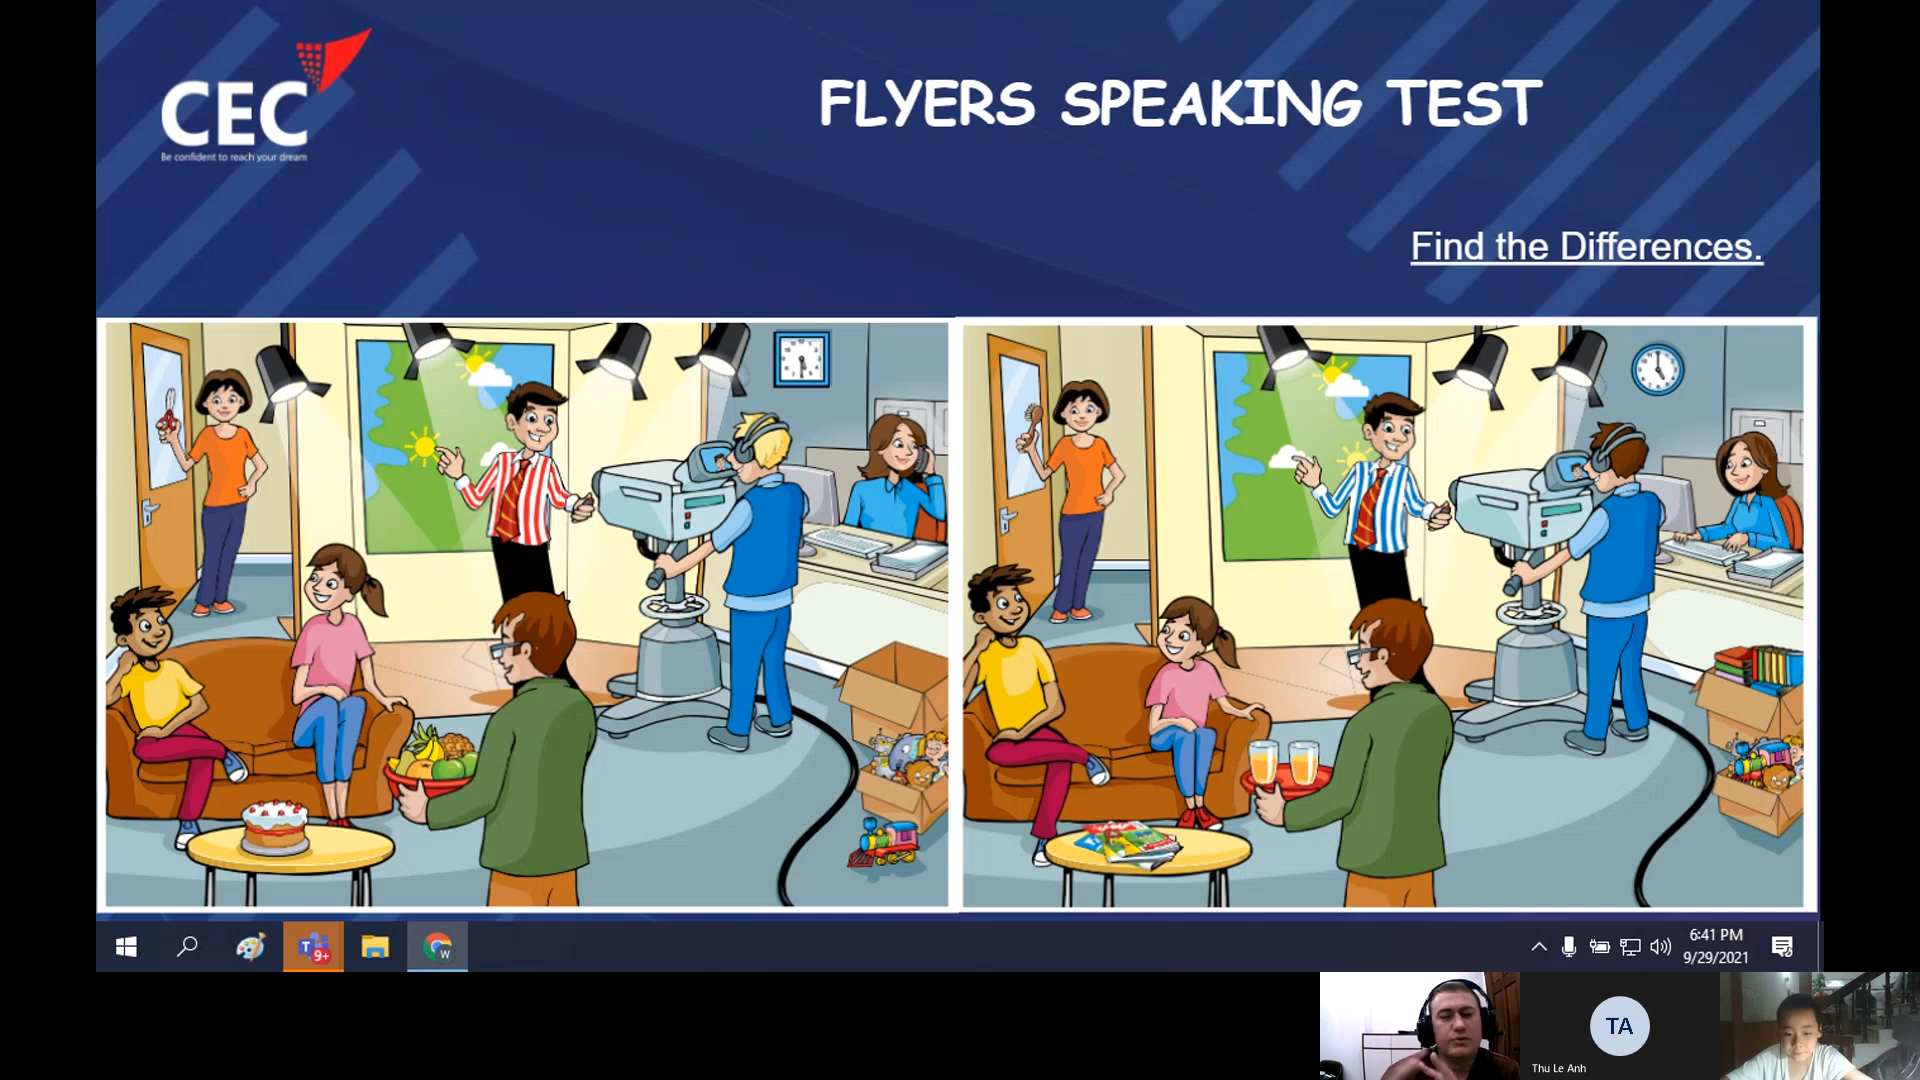 CEC
Be confident to reach your dream
FLYERS SPEAKING TEST
Find the Differences.
T
9+
W
6:41 PM
9/29/2021
TA
Thu Le Anh